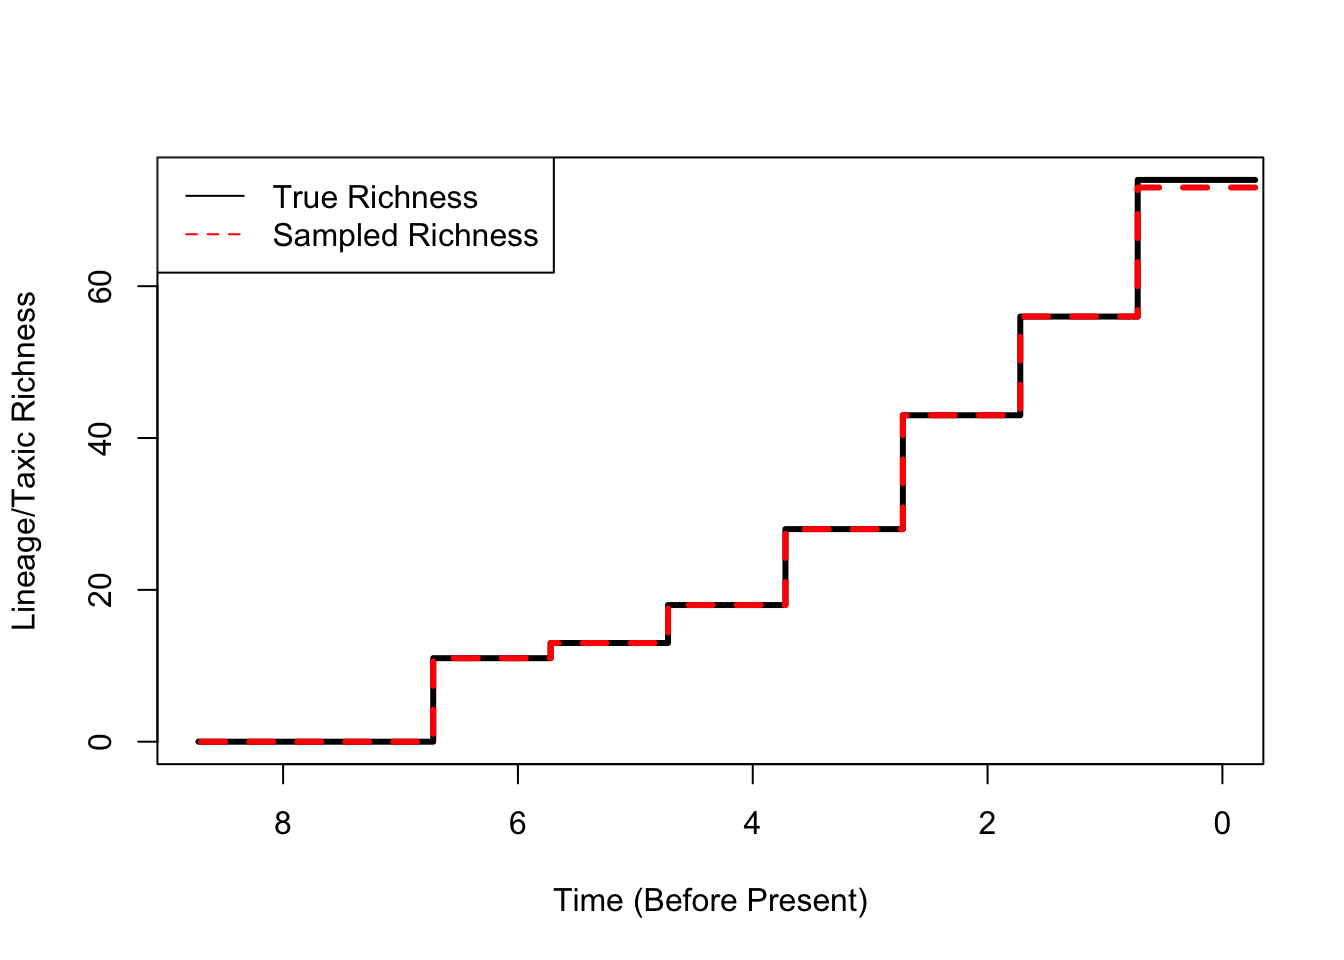 True Richness
Sampled Richness
Lineage/Taxic Richness
60
40
20
0
8 6 4 2 0
Time (Before Present)